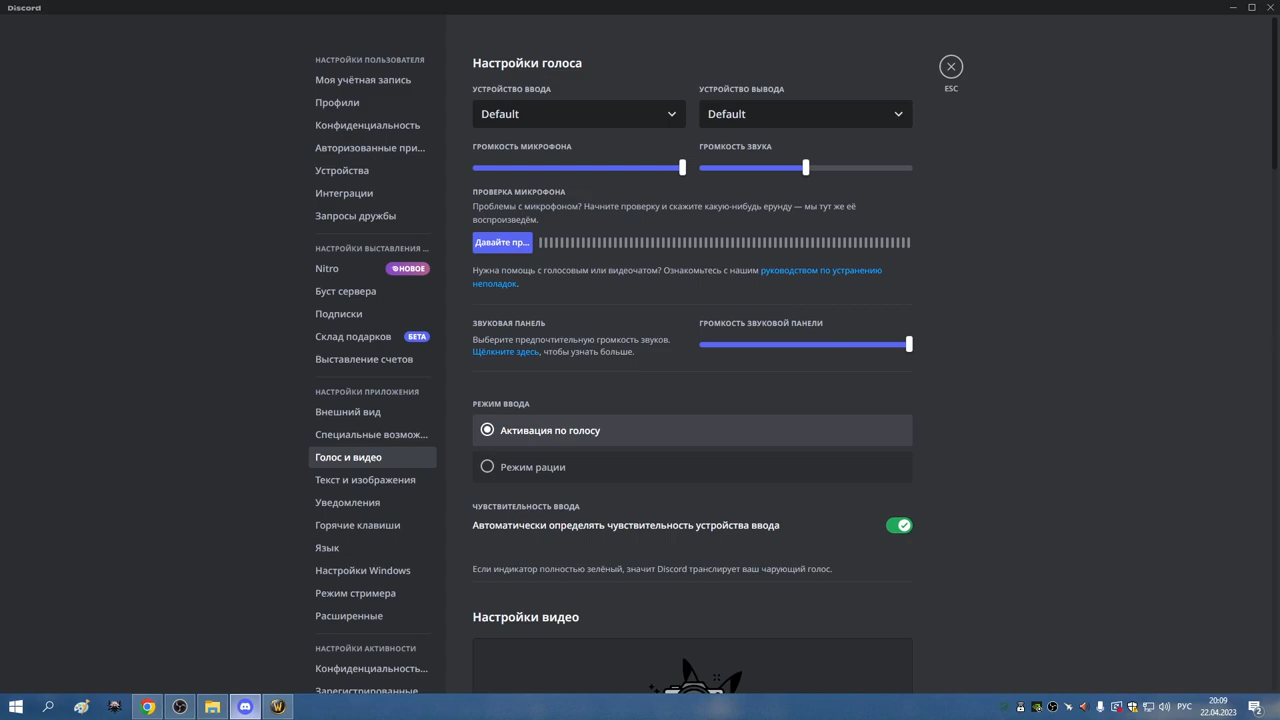 Discord
НАСТРОЙКИ ПОЛЬЗОВАТЕЛЯ
Моя учётная запись
Профили
Конфиденциальность
Авторизованные при...
Устройства
Интеграции
Запросы дружбы
НАСТРОЙКИ ВЫСТАВЛЕНИЯ ...
Nitro
НОВОЕ
Буст сервера
Подписки
Склад подарков
БЕТА
Выставление счетов
НАСТРОЙКИ ПРИЛОЖЕНИЯ
Внешний вид
Специальные возмож...
Голос и видео
Текст и изображения
Уведомления
Горячие клавиши
Язык
Настройки Windows
Режим стримера
Расширенные
НАСТРОЙКИ АКТИВНОСТИ
Конфиденциальность...
Зарегистрированные
Настройки голоса
ESC
УСТРОЙСТВО ВВОДА
УСТРОЙСТВО ВЫВОДА
Default
Default
ГРОМКОСТЬ МИКРОФОНА
ГРОМКОСТЬ ЗВУКА
ПРОВЕРКА МИКРОФОНА
Проблемы с микрофоном? Начните проверку и скажите какую-нибудь ерунду — мы тут же её
воспроизведём.
Давайте пр...
Нужна помощь с голосовым или видеочатом? Ознакомьтесь с нашим руководством по устранению
неполадок.
ЗВУКОВАЯ ПАНЕЛЬ
Выберите предпочтительную громкость звуков.
Щёлкните здесь, чтобы узнать больше.
ГРОМКОСТЬ ЗВУКОВОЙ ПАНЕЛИ
РЕЖИМ ВВОДА
Активация по голосу
Режим рации
ЧУВСТВИТЕЛЬНОСТЬ ВВОДА
Автоматически определять чувствительность устройства ввода
Если индикатор полностью зелёный, значит Discord транслирует ваш чарующий голос.
Настройки видео
РУС
20:09
22.04.2023
2